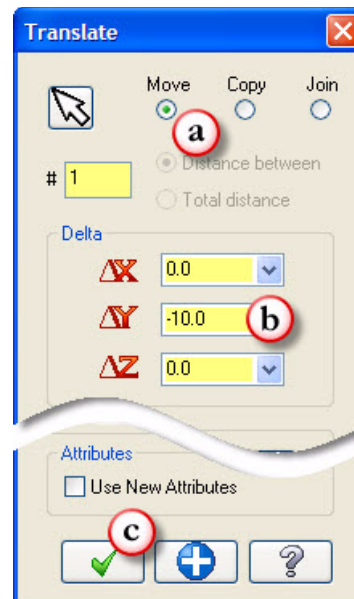 Translate
Move Copy Join
a
Distance between
# 1
Total distance
Delta
ΔX 0.0
ΔY -10.0 b
ΔZ 0.0
Attributes
Use New Attributes
c
?